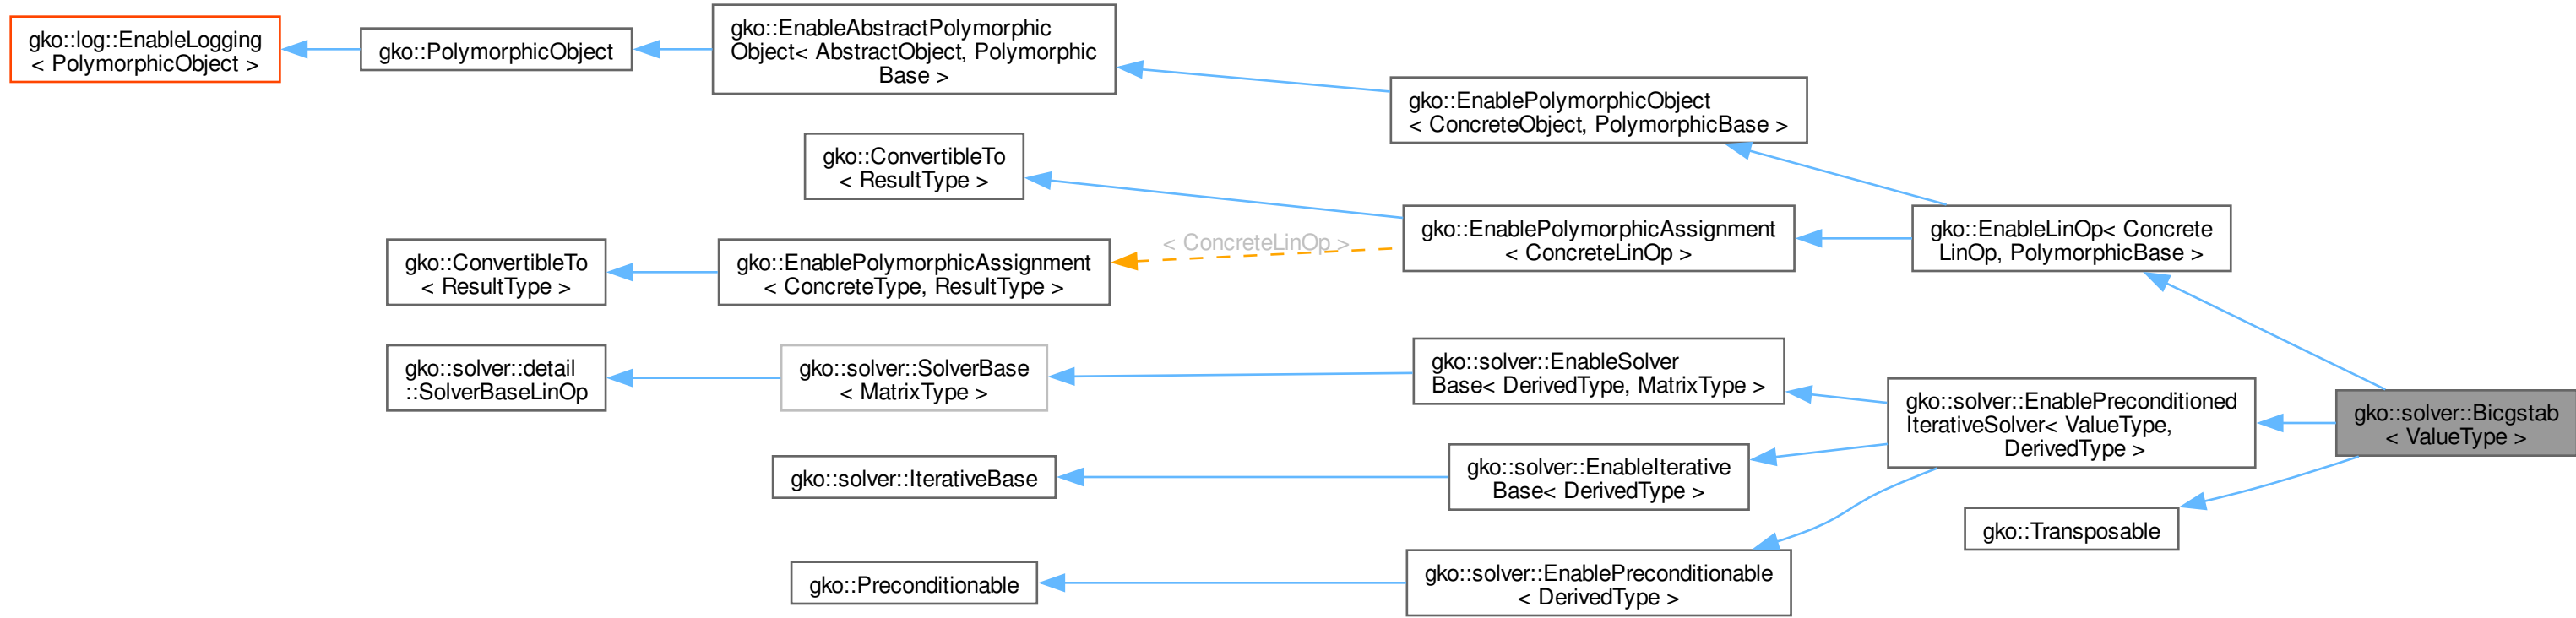 gko::log::EnableLogging
< PolymorphicObject >
gko::PolymorphicObject
gko::EnableAbstractPolymorphic
Object< AbstractObject, Polymorphic
Base >
gko::EnablePolymorphicObject
< ConcreteObject, PolymorphicBase >
gko::ConvertibleTo
< ResultType >
gko::EnablePolymorphicAssignment
< ConcreteLinOp >
gko::EnableLinOp< Concrete
LinOp, PolymorphicBase >
gko::ConvertibleTo
< ResultType >
gko::EnablePolymorphicAssignment
< ConcreteType, ResultType >
< ConcreteLinOp >
gko::solver::detail
::SolverBaseLinOp
gko::solver::SolverBase
< MatrixType >
gko::solver::EnableSolver
Base< DerivedType, MatrixType >
gko::solver::EnablePreconditioned
IterativeSolver< ValueType,
DerivedType >
gko::solver::Bicgstab
< ValueType >
gko::solver::IterativeBase
gko::solver::EnableIterative
Base< DerivedType >
gko::Transposable
gko::Preconditionable
gko::solver::EnablePreconditionable
< DerivedType >